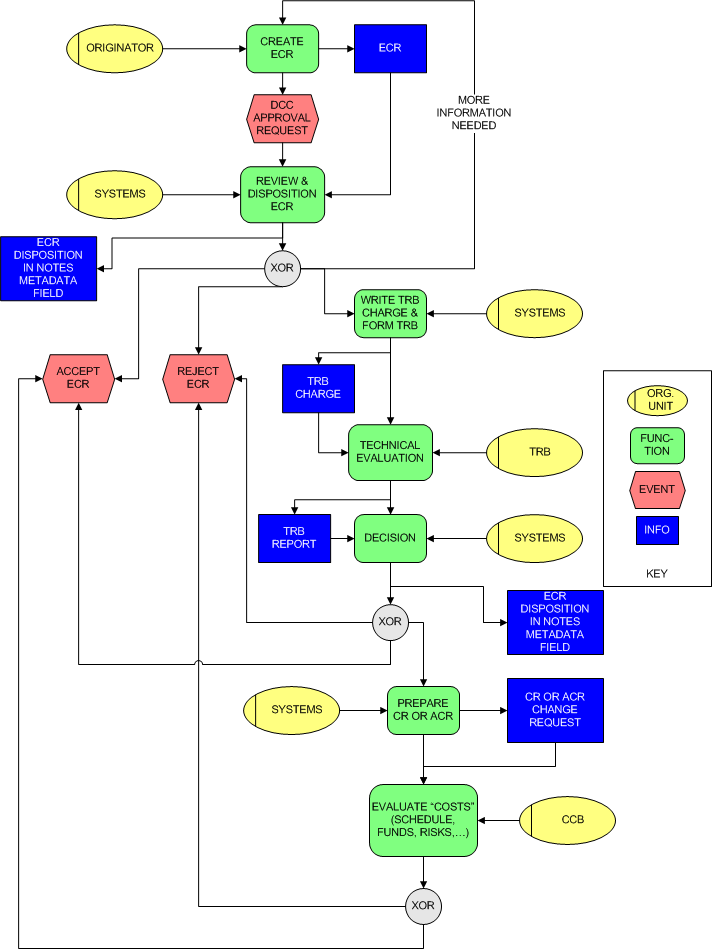 ORIGINATOR
CREATE
ECR
ECR
MORE
INFORMATION
NEEDED
DCC
APPROVAL
REQUEST
SYSTEMS
REVIEW &
DISPOSITION
ECR
ECR
DISPOSITION
IN NOTES
METADATA
FIELD
XOR
WRITE TRB
CHARGE &
FORM TRB
SYSTEMS
ACCEPT
ECR
REJECT
ECR
TRB
CHARGE
ORG.
UNIT
FUNC-
TION
EVENT
INFO
KEY
TECHNICAL
EVALUATION
TRB
TRB
REPORT
DECISION
SYSTEMS
XOR
ECR
DISPOSITION
IN NOTES
METADATA
FIELD
SYSTEMS
PREPARE
CR OR ACR
CR OR ACR
CHANGE
REQUEST
EVALUATE “COSTS”
(SCHEDULE,
FUNDS, RISKS,...)
CCB
XOR